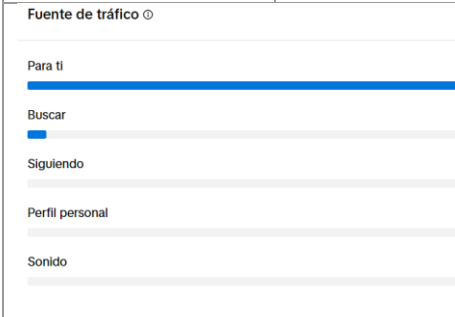 Fuente de tráfico
Para ti
Buscar
Siguiendo
Perfil personal
Sonido